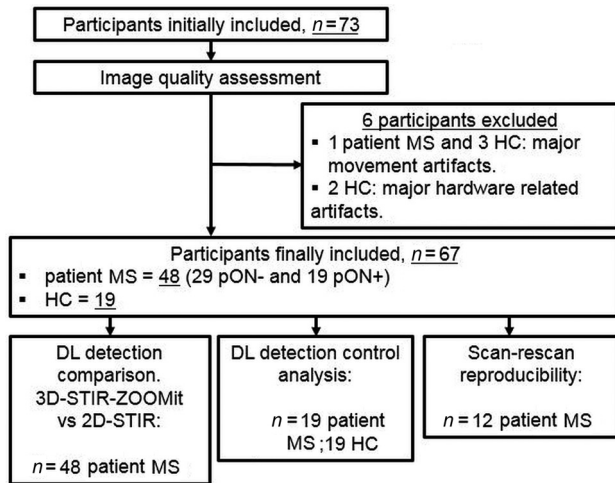 Participants initially included, n=73
Image quality assessment
6 participants excluded
▪ 1 patient MS and 3 HC: major
movement artifacts.
▪ 2 HC: major hardware related
artifacts.
Participants finally included, n=67
▪ patient MS = 48 (29 pON- and 19 pON+)
▪ HC = 19
DL detection
comparison.
3D-STIR-ZOOMit
vs 2D-STIR:
n=48 patient MS
DL detection control
analysis:
n=19 patient
MS ;19 HC
Scan-rescan
reproducibility:
n=12 patient MS